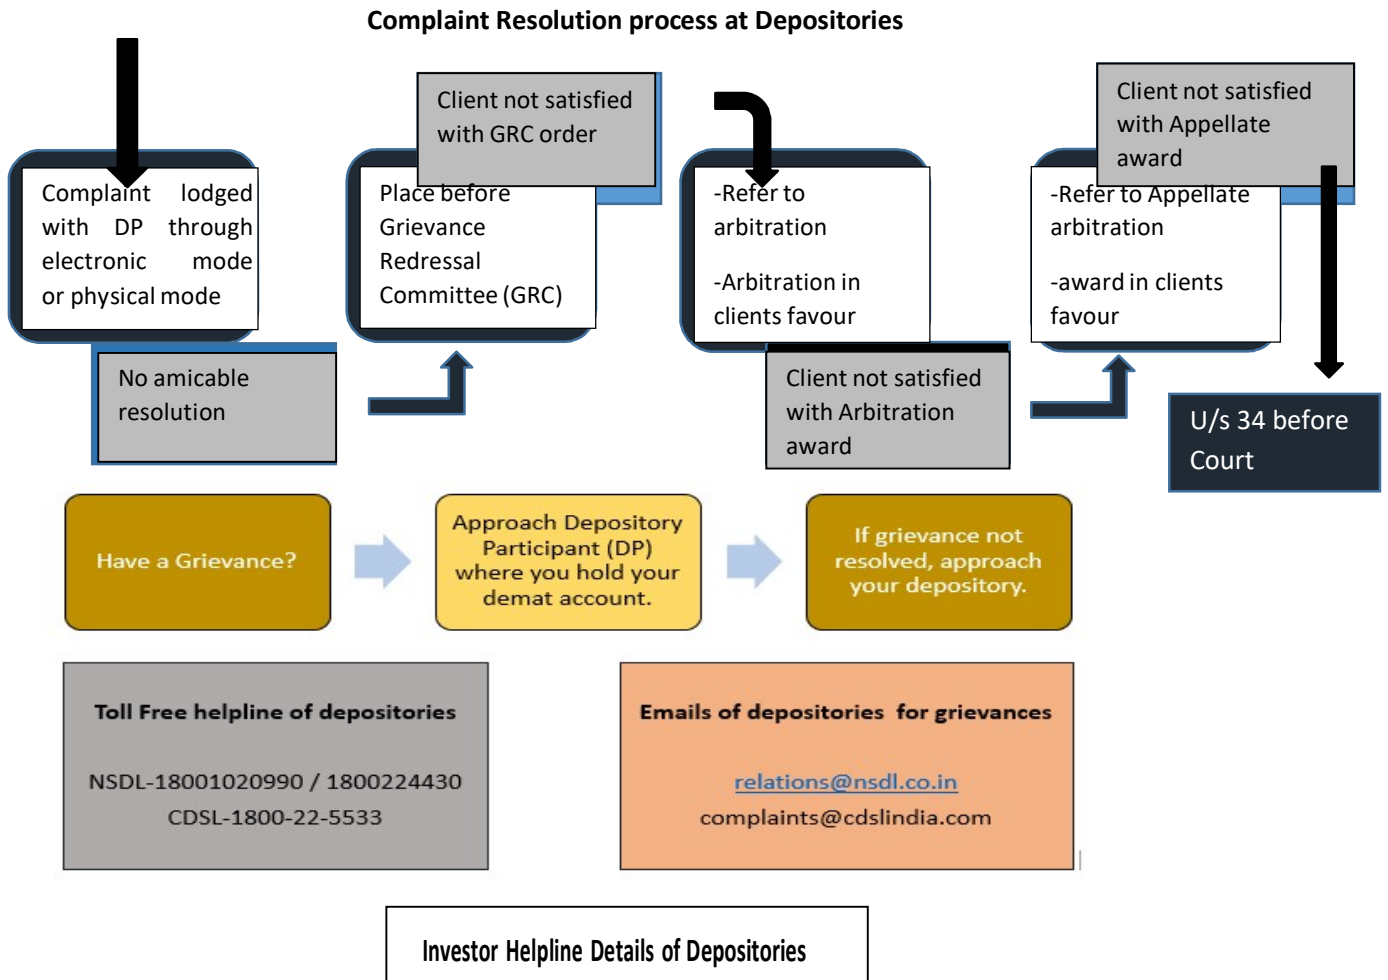 Complaint Resolution process at Depositories
Complaint lodged
with DP through
electronic mode
or physical mode
No amicable
resolution
Place before
Grievance
Redressal
Committee (GRC)
Client not satisfied
with GRC order
-Refer to
arbitration
-Arbitration in
clients favour
Client not satisfied
with Arbitration
award
-Refer to Appellate
arbitration
-award in clients
favour
Client not satisfied
with Appellate
award
U/s 34 before
Court
Have a Grievance?
Approach Depository
Participant (DP)
where you hold your
demat account.
If grievance not
resolved, approach
your depository.
Toll Free helpline of depositories
NSDL-18001020990 / 1800224430
CDSL-1800-22-5533
Emails of depositories for grievances
relations@nsdl.co.in
complaints@cdslindia.com
Investor Helpline Details of Depositories